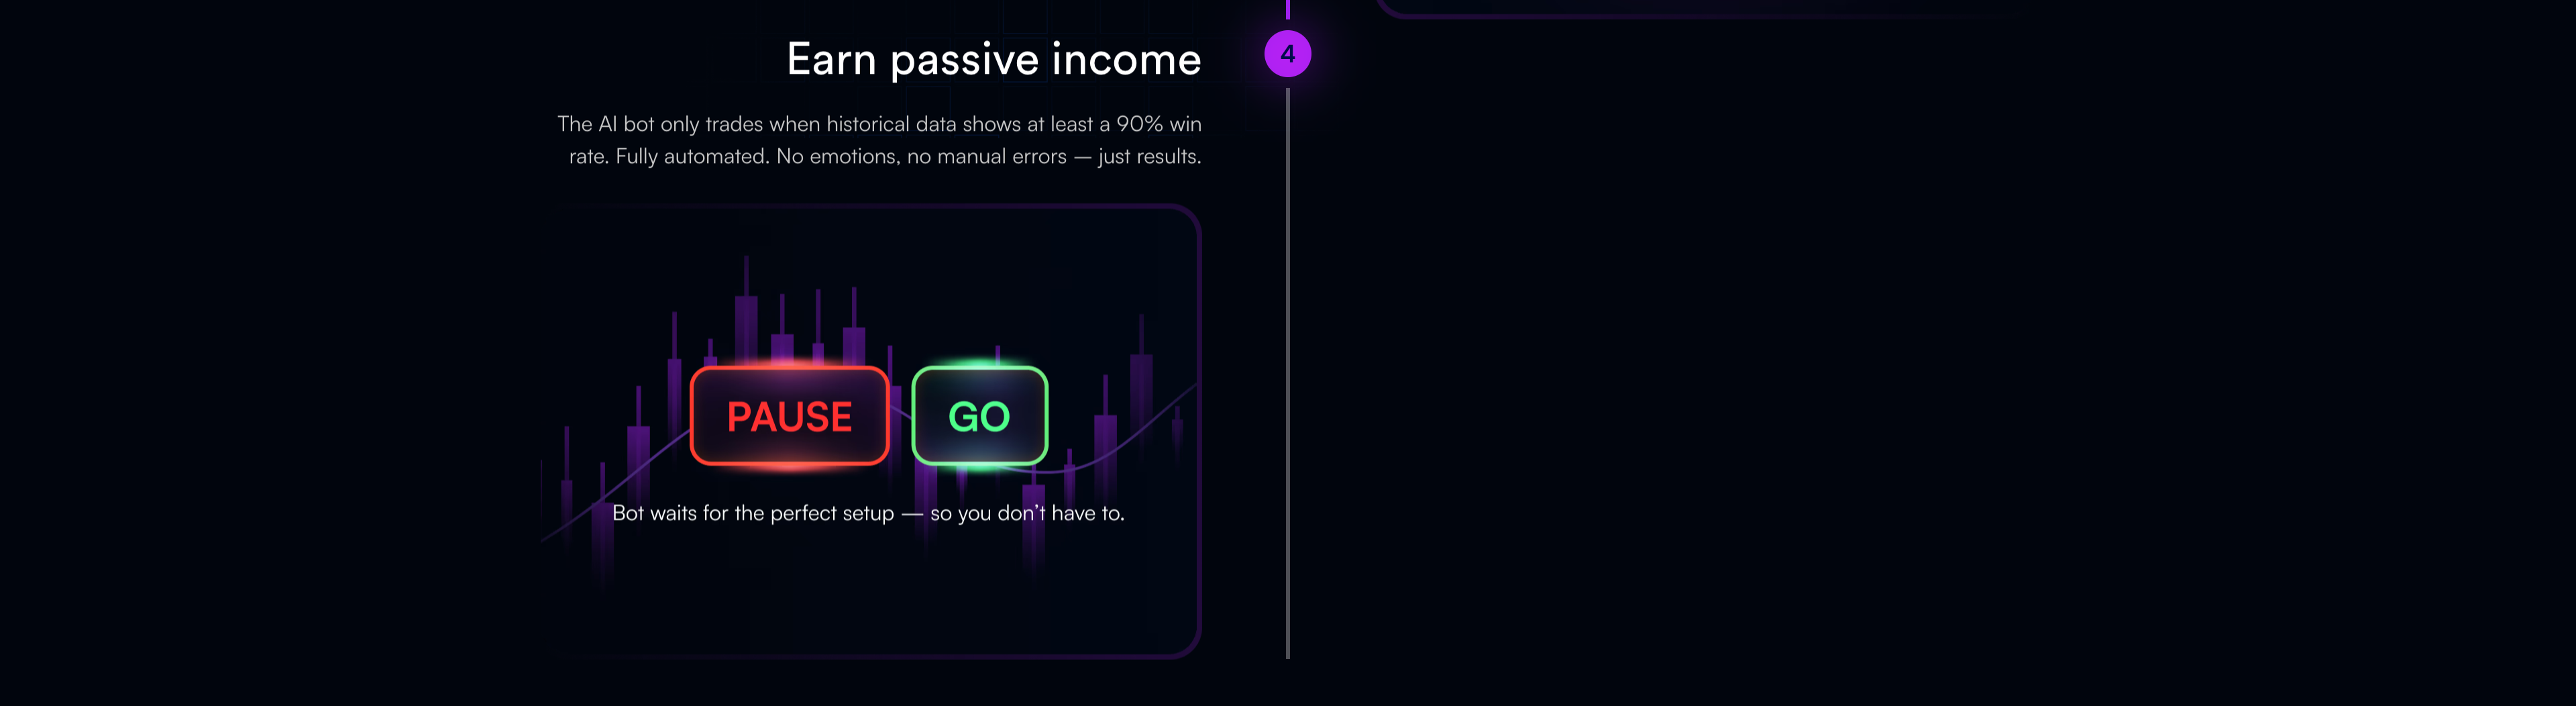 Earn passive income
4
The AI bot only trades when historical data shows at least a 90% win
rate. Fully automated. No emotions, no manual errors — just results.
PAUSE
GO
Bot waits for the perfect setup — so you don’t have to.